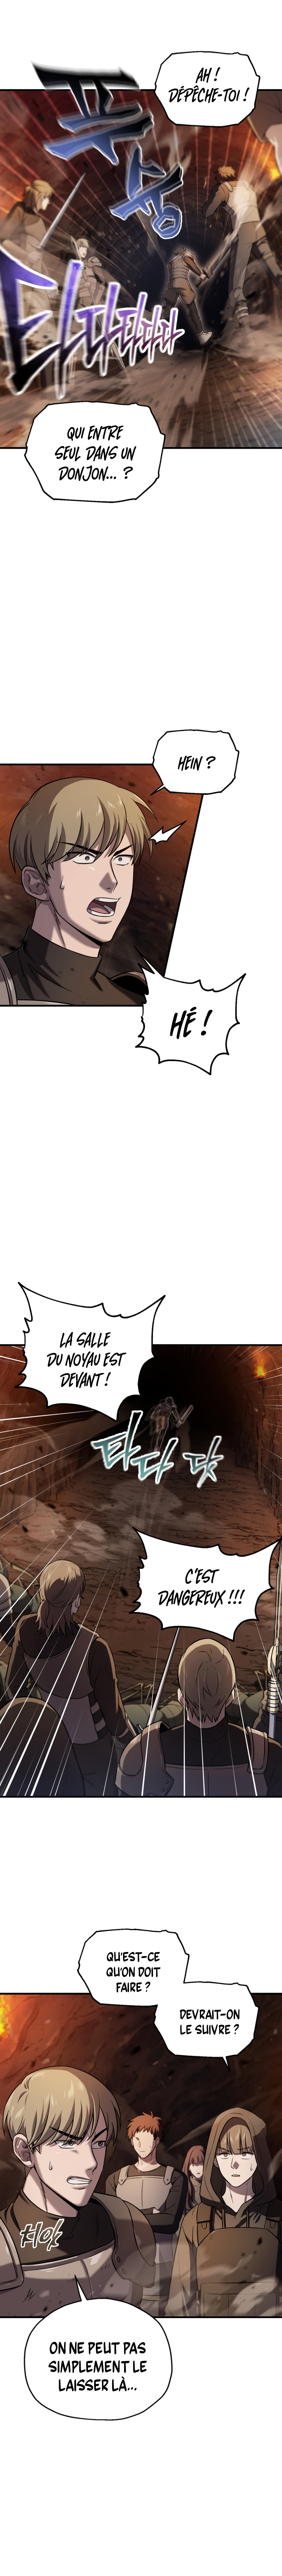 AH !
DÉPÊCHE-TOI !
푸슝
타다다다다
QUI ENTRE
SEUL DANS UN
DONJON... ?
HEIN ?
HÉ !
LA SALLE
DU NOYAU EST
DEVANT !
타다닥
C'EST
DANGEREUX !!!
QU'EST-CE
QU'ON DOIT
FAIRE ?
DEVRAIT-ON
LE SUIVRE ?
ON NE PEUT PAS
SIMPLEMENT LE
LAISSER LÀ...